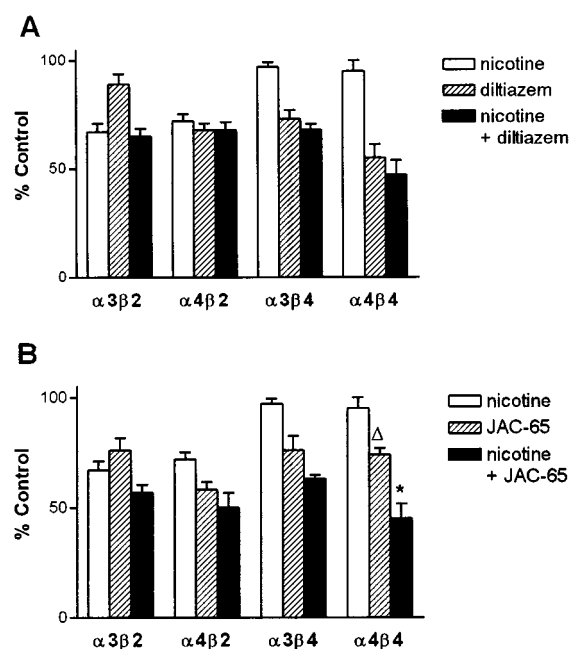 A
100
50
0
% Control
nicotine
diltiazem
nicotine
+ diltiazem
α3β2 α4β2 α3β4 α4β4
B
100
50
0
% Control
nicotine
JAC-65
nicotine
+ JAC-65
Δ
*
α3β2 α4β2 α3β4 α4β4